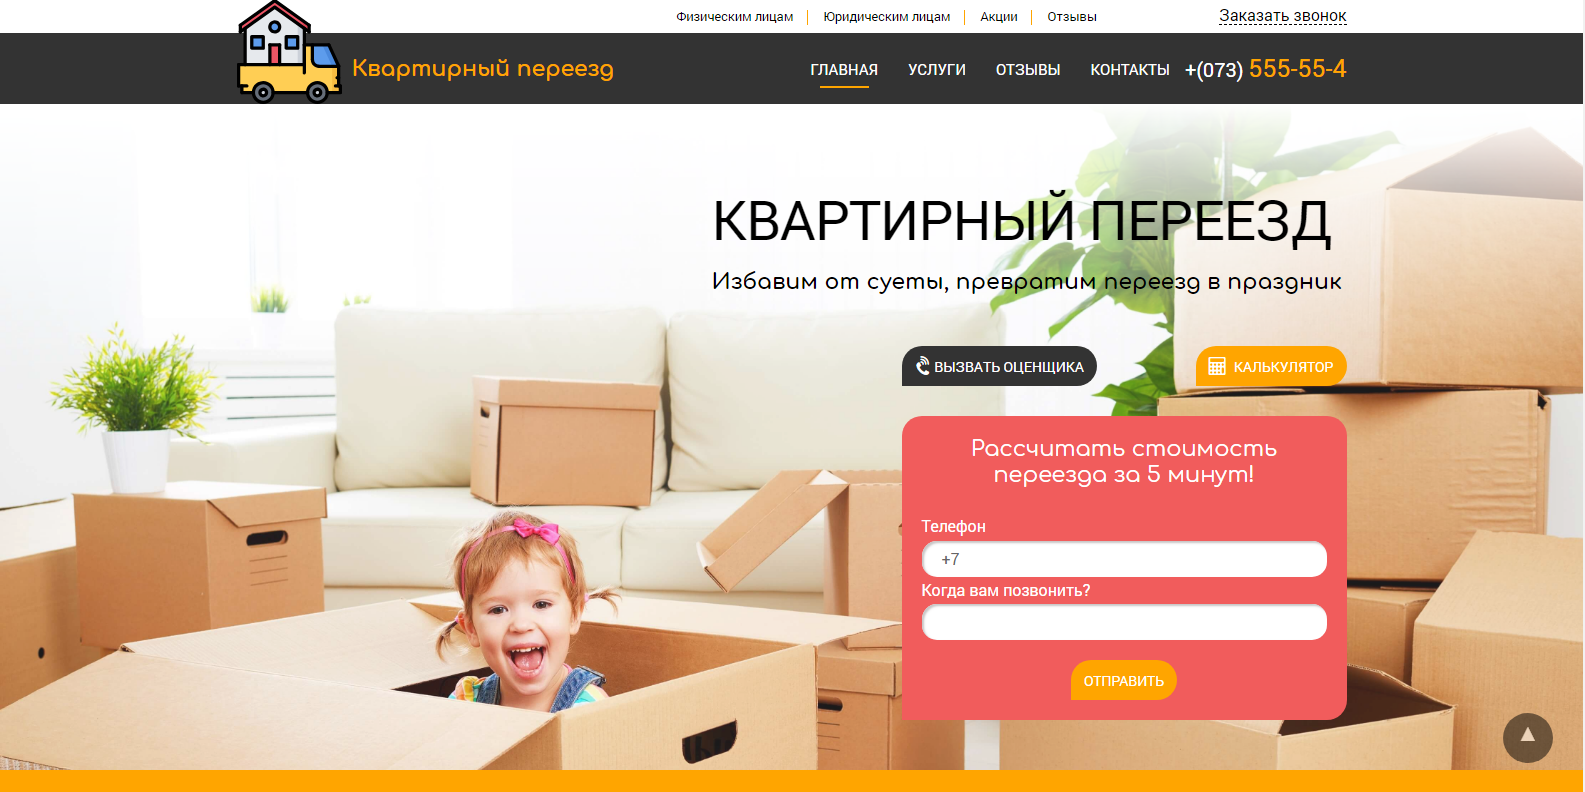 Физическим лицам
Юридическим лицам
Акции
Отзывы
Заказать звонок
Квартирный переезд
ГЛАВНАЯ
УСЛУГИ
ОТЗЫВЫ
КОНТАКТЫ
+(073) 555-55-4
КВАРТИРНЫЙ ПЕРЕЕЗД
Избавим от суеты, превратим переезд в праздник
ВЫЗВАТЬ ОЦЕНЩИКА
КАЛЬКУЛЯТОР
Рассчитать стоимость
переезда за 5 минут!
Телефон
+7
Когда вам позвонить?
ОТПРАВИТЬ